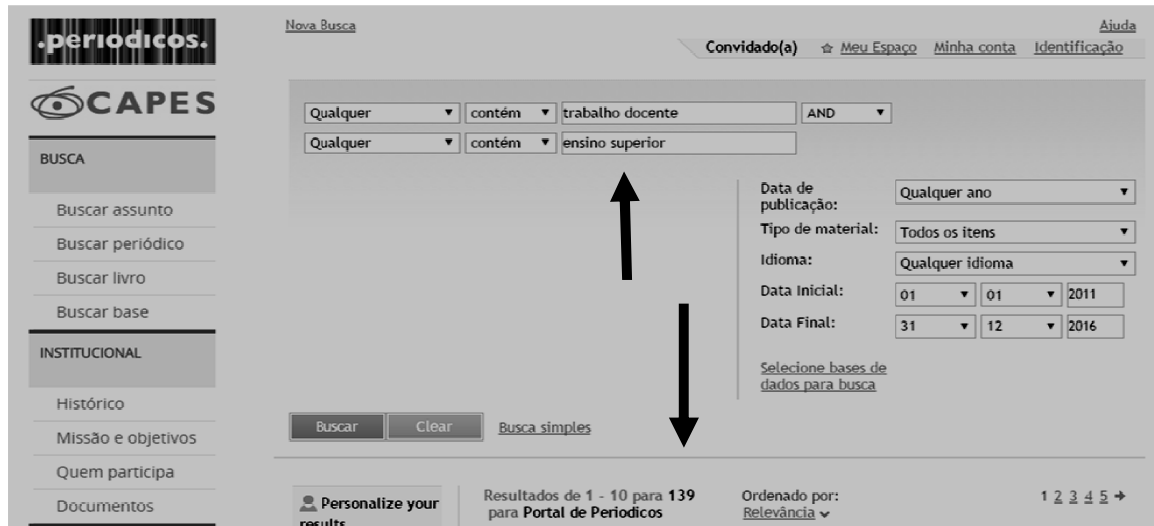 .periodicos.
CAPES
BUSCA
Buscar assunto
Buscar periódico
Buscar livro
Buscar base
INSTITUCIONAL
Histórico
Missão e objetivos
Quem participa
Documentos
Nova Busca
Ajuda
Convidado(a) Meu Espaço Minha conta Identificação
Qualquer contém trabalho docente AND
Qualquer contém ensino superior
Data de publicação: Qualquer ano
Tipo de material: Todos os itens
Idioma: Qualquer idioma
Data Inicial: 01 01 2011
Data Final: 31 12 2016
Selecione bases de
dados para busca
Buscar Clear Busca simples
Personalize your
results
Resultados de 1 - 10 para 139
para Portal de Periodicos
Ordenado por:
Relevância
1 2 3 4 5